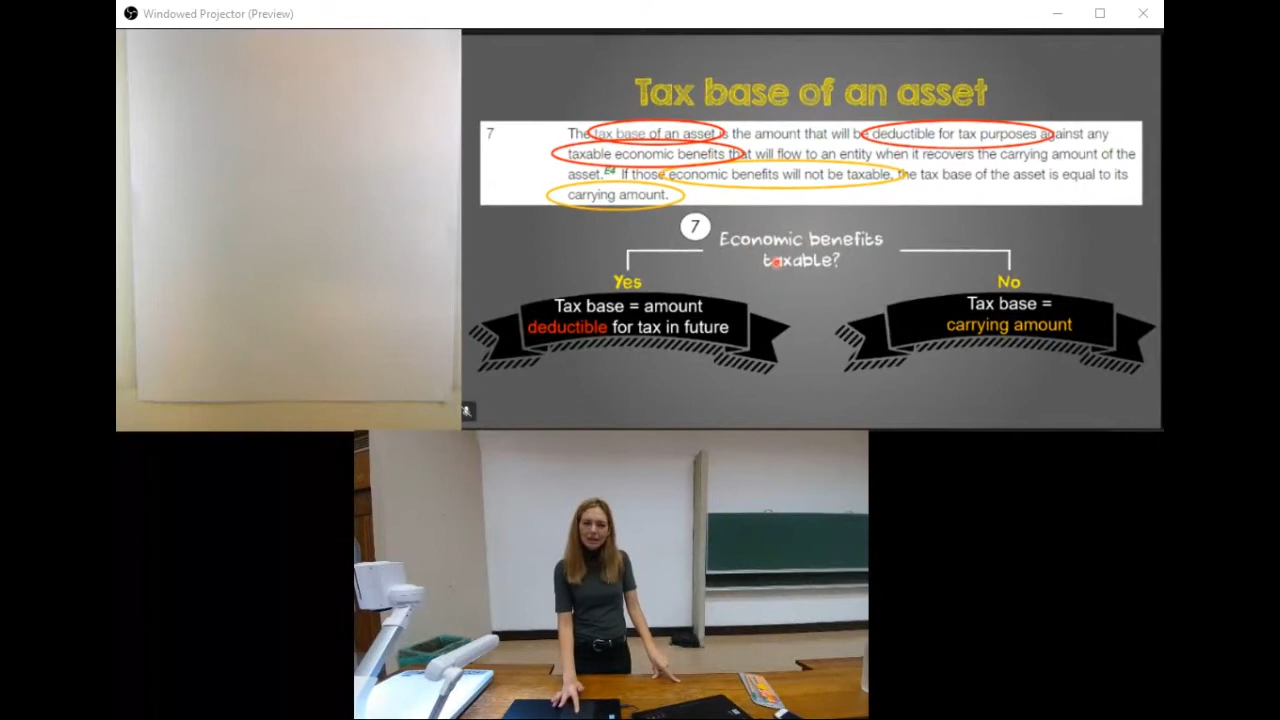 Windowed Projector (Preview)
Tax base of an asset
7 The tax base of an asset is the amount that will be deductible for tax purposes against any
taxable economic benefits that will flow to an entity when it recovers the carrying amount of the
asset.E4 If those economic benefits will not be taxable, the tax base of the asset is equal to its
carrying amount.
7
Economic benefits
taxable?
Yes
No
Tax base = amount
deductible for tax in future
Tax base =
carrying amount